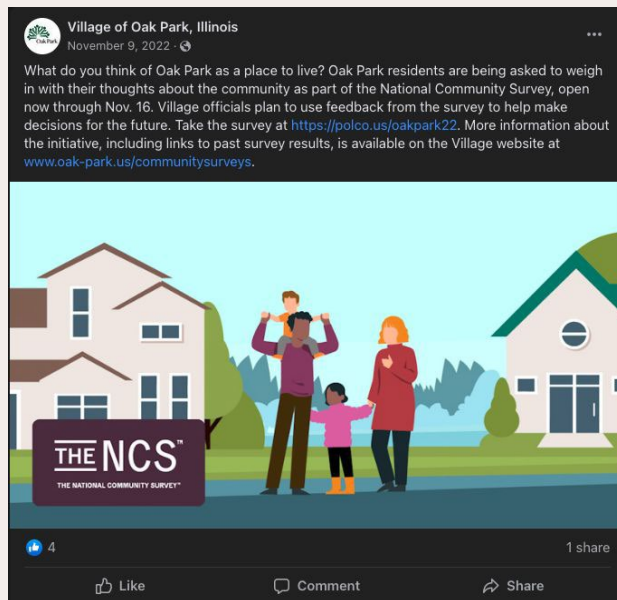 Village of Oak Park, Illinois
Oak Park
November 9, 2022 ·
...
What do you think of Oak Park as a place to live? Oak Park residents are being asked to weigh
in with their thoughts about the community as part of the National Community Survey, open
now through Nov. 16. Village officials plan to use feedback from the survey to help make
decisions for the future. Take the survey at https://polco.us/oakpark22. More information about
the initiative, including links to past survey results, is available on the Village website at
www.oak-park.us/communitysurveys.
THE NCS™
THE NATIONAL COMMUNITY SURVEY™
4
1 share
Like
Comment
Share